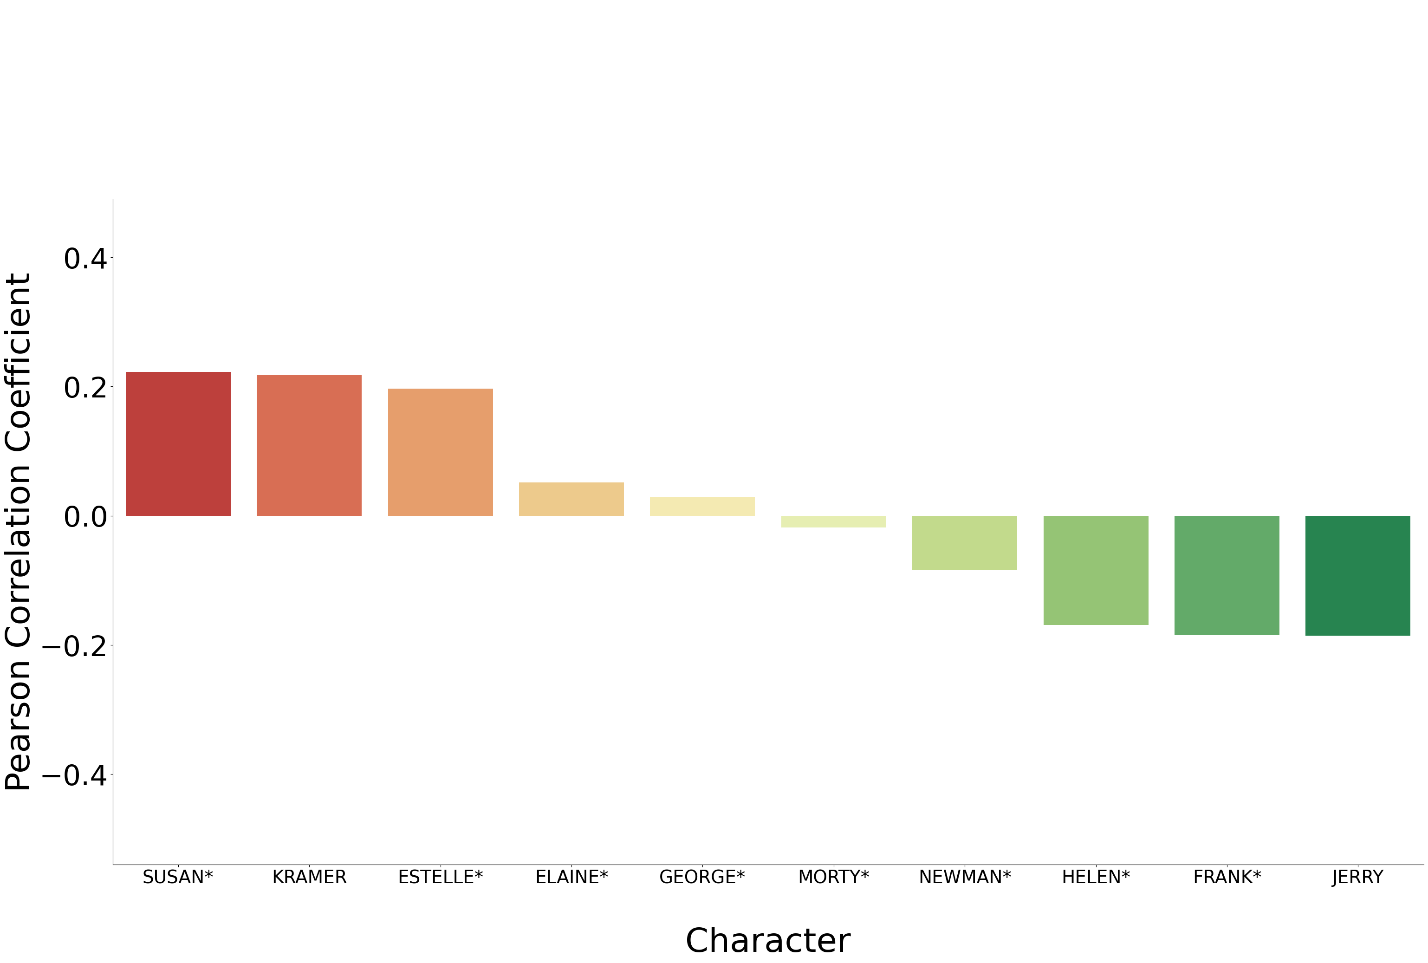 Pearson Correlation Coefficient
0.4
0.2
0.0
−0.2
−0.4
SUSAN* KRAMER ESTELLE* ELAINE* GEORGE* MORTY* NEWMAN* HELEN* FRANK* JERRY
Character